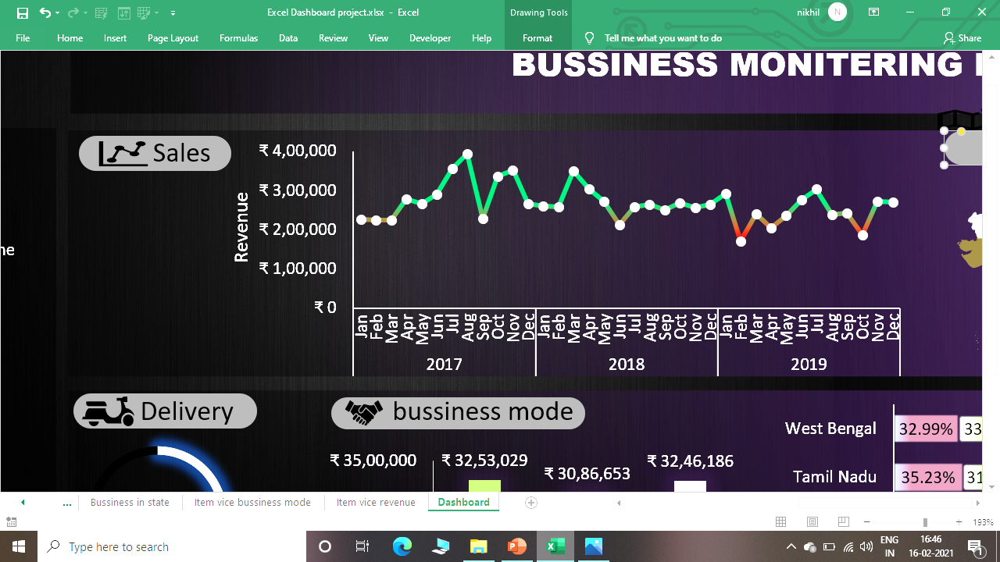 Excel Dashboard project.xlsx - Excel
Drawing Tools
nikhil
N
File Home Insert Page Layout Formulas Data Review View Developer Help Format Tell me what you want to do Share
BUSSINESS MONITERING
Sales
₹ 4,00,000
₹ 3,00,000
₹ 2,00,000
₹ 1,00,000
₹ 0
Revenue
Jan Feb Mar Apr May Jun Jul Aug Sep Oct Nov Dec Jan Feb Mar Apr May Jun Jul Aug Sep Oct Nov Dec Jan Feb Mar Apr May Jun Jul Aug Sep Oct Nov Dec
2017 2018 2019
Delivery
bussiness mode
₹ 35,00,000 ₹ 32,53,029 ₹ 30,86,653 ₹ 32,46,186
West Bengal 32.99% 33
Tamil Nadu 35.23% 31
... Bussiness in state Item vice bussiness mode Item vice revenue Dashboard
193%
Type here to search
ENG
IN
16:46
16-02-2021
1